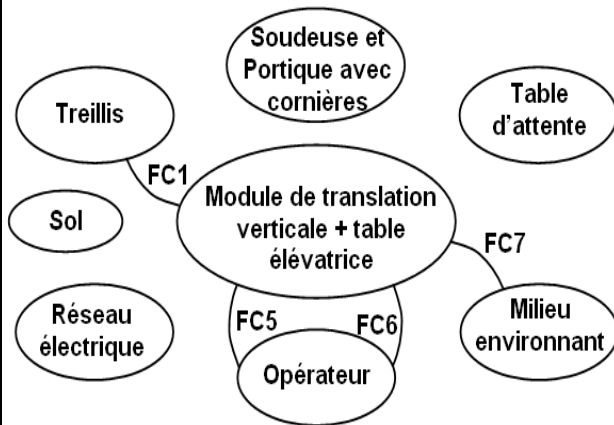 Soudeuse et
Portique avec
cornières
Treillis
Table
d'attente
FC1
Sol
Module de translation
verticale + table
élévatrice
FC7
Réseau
électrique
FC5
FC6
Milieu
environnant
Opérateur